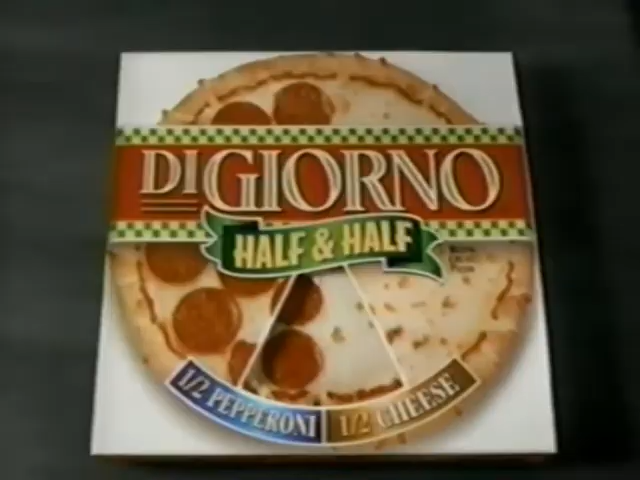 DIGIORNO
HALF & HALF
1/2 PEPPERONI 1/2 CHEESE